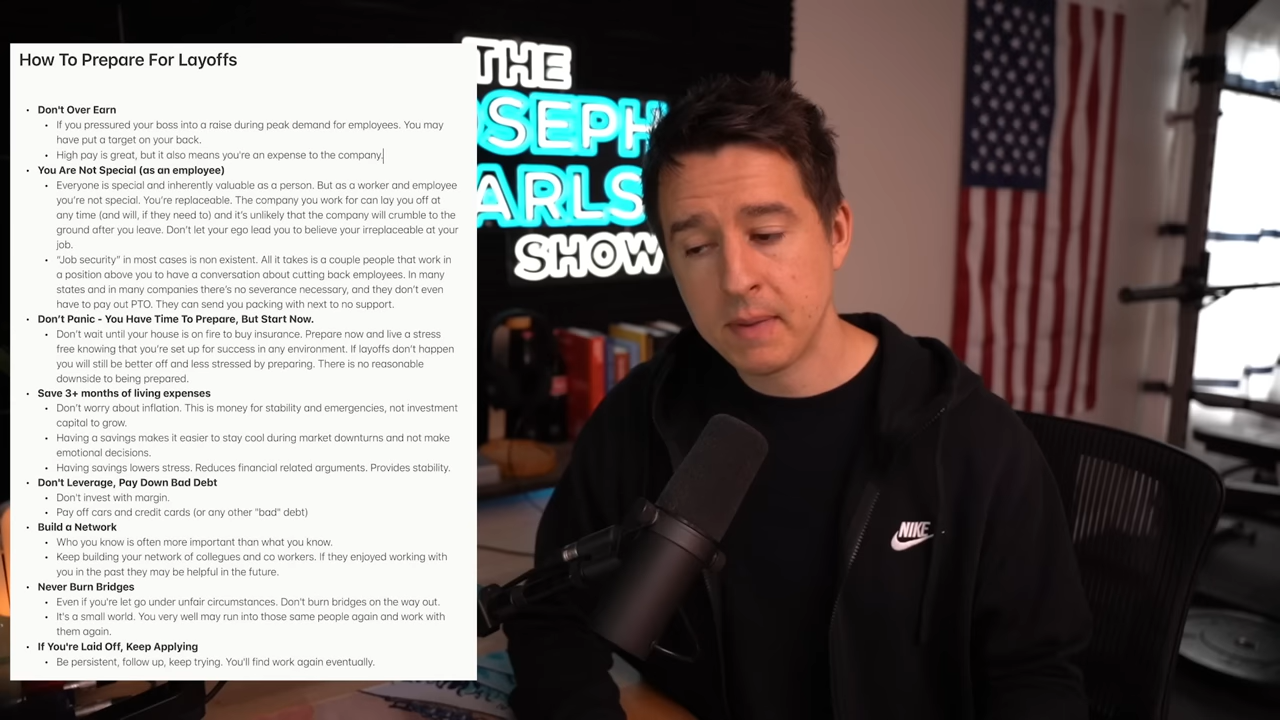 How To Prepare For Layoffs
• Don't Over Earn
• If you pressured your boss into a raise during peak demand for employees. You may
have put a target on your back.
• High pay is great, but it also means you're an expense to the company.
• You Are Not Special (as an employee)
• Everyone is special and inherently valuable as a person. But as a worker and employee
you're not special. You're replaceable. The company you work for can lay you off at
any time (and will, if they need to) and it's unlikely that the company will crumble to the
ground after you leave. Don't let your ego lead you to believe your irreplaceable at your
job.
• "Job security" in most cases is non existent. All it takes is a couple people that work in
a position above you to have a conversation about cutting back employees. In many
states and in many companies there's no severance necessary, and they don't even
have to pay out PTO. They can send you packing with next to no support.
• Don't Panic - You Have Time To Prepare, But Start Now.
• Don't wait until your house is on fire to buy insurance. Prepare now and live a stress
free knowing that you're set up for success in any environment. If layoffs don't happen
you will still be better off and less stressed by preparing. There is no reasonable
downside to being prepared.
• Save 3+ months of living expenses
• Don't worry about inflation. This is money for stability and emergencies, not investment
capital to grow.
• Having a savings makes it easier to stay cool during market downturns and not make
emotional decisions.
• Having savings lowers stress. Reduces financial related arguments. Provides stability.
• Don't Leverage, Pay Down Bad Debt
• Don't invest with margin.
• Pay off cars and credit cards (or any other "bad" debt)
• Build a Network
• Who you know is often more important than what you know.
• Keep building your network of collegues and co workers. If they enjoyed working with
you in the past they may be helpful in the future.
• Never Burn Bridges
• Even if you're let go under unfair circumstances. Don't burn bridges on the way out.
• It's a small world. You very well may run into those same people again and work with
them again.
• If You're Laid Off, Keep Applying
• Be persistent, follow up, keep trying. You'll find work again eventually.
THE
OSEPH
ARLS
SHOW
NIKE